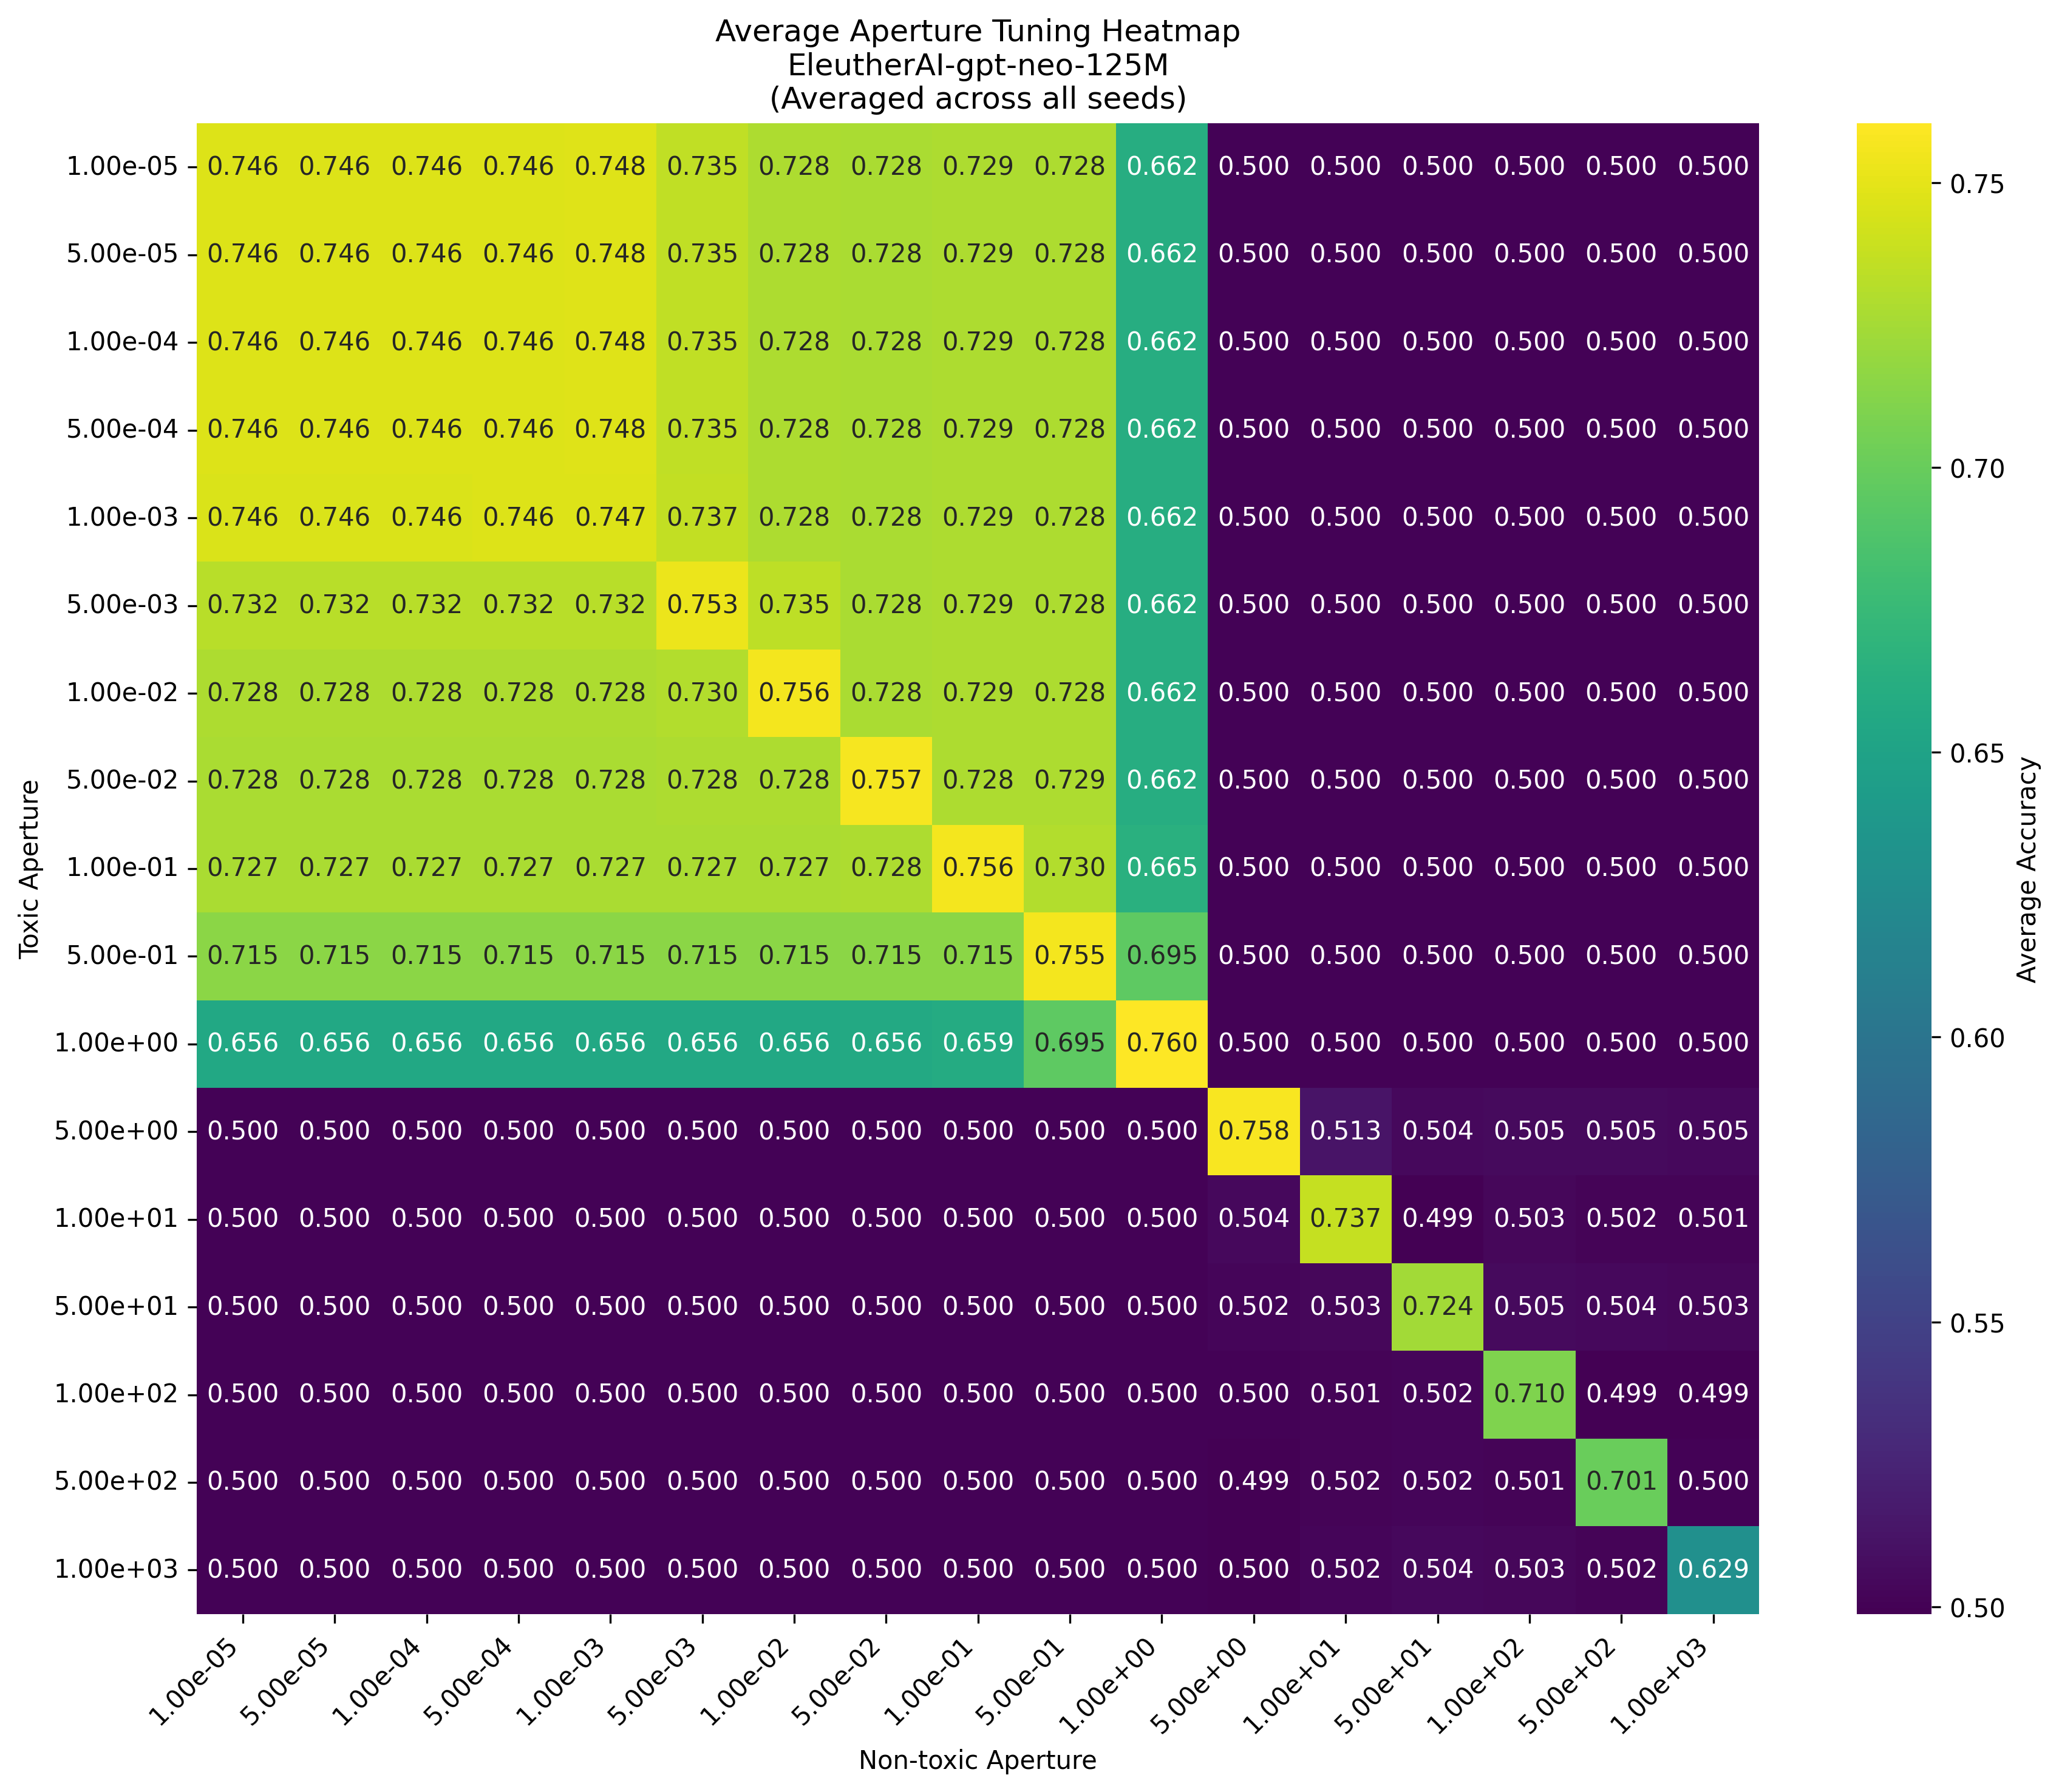 Average Aperture Tuning Heatmap
EleutherAI-gpt-neo-125M
(Averaged across all seeds)
1.00e-05 0.746 0.746 0.746 0.746 0.748 0.735 0.728 0.728 0.729 0.728 0.662 0.500 0.500 0.500 0.500 0.500 0.500
5.00e-05 0.746 0.746 0.746 0.746 0.748 0.735 0.728 0.728 0.729 0.728 0.662 0.500 0.500 0.500 0.500 0.500 0.500
1.00e-04 0.746 0.746 0.746 0.746 0.748 0.735 0.728 0.728 0.729 0.728 0.662 0.500 0.500 0.500 0.500 0.500 0.500
5.00e-04 0.746 0.746 0.746 0.746 0.748 0.735 0.728 0.728 0.729 0.728 0.662 0.500 0.500 0.500 0.500 0.500 0.500
1.00e-03 0.746 0.746 0.746 0.746 0.747 0.737 0.728 0.728 0.729 0.728 0.662 0.500 0.500 0.500 0.500 0.500 0.500
5.00e-03 0.732 0.732 0.732 0.732 0.732 0.753 0.735 0.728 0.729 0.728 0.662 0.500 0.500 0.500 0.500 0.500 0.500
1.00e-02 0.728 0.728 0.728 0.728 0.728 0.730 0.756 0.728 0.729 0.728 0.662 0.500 0.500 0.500 0.500 0.500 0.500
5.00e-02 0.728 0.728 0.728 0.728 0.728 0.728 0.728 0.757 0.728 0.729 0.662 0.500 0.500 0.500 0.500 0.500 0.500
1.00e-01 0.727 0.727 0.727 0.727 0.727 0.727 0.727 0.728 0.756 0.730 0.665 0.500 0.500 0.500 0.500 0.500 0.500
5.00e-01 0.715 0.715 0.715 0.715 0.715 0.715 0.715 0.715 0.715 0.755 0.695 0.500 0.500 0.500 0.500 0.500 0.500
1.00e+00 0.656 0.656 0.656 0.656 0.656 0.656 0.656 0.656 0.659 0.695 0.760 0.500 0.500 0.500 0.500 0.500 0.500
5.00e+00 0.500 0.500 0.500 0.500 0.500 0.500 0.500 0.500 0.500 0.500 0.500 0.758 0.513 0.504 0.505 0.505 0.505
1.00e+01 0.500 0.500 0.500 0.500 0.500 0.500 0.500 0.500 0.500 0.500 0.500 0.504 0.737 0.499 0.503 0.502 0.501
5.00e+01 0.500 0.500 0.500 0.500 0.500 0.500 0.500 0.500 0.500 0.500 0.500 0.502 0.503 0.724 0.505 0.504 0.503
1.00e+02 0.500 0.500 0.500 0.500 0.500 0.500 0.500 0.500 0.500 0.500 0.500 0.500 0.501 0.502 0.710 0.499 0.499
5.00e+02 0.500 0.500 0.500 0.500 0.500 0.500 0.500 0.500 0.500 0.500 0.500 0.499 0.502 0.502 0.501 0.701 0.500
1.00e+03 0.500 0.500 0.500 0.500 0.500 0.500 0.500 0.500 0.500 0.500 0.500 0.500 0.502 0.504 0.503 0.502 0.629
1.00e-05 5.00e-05 1.00e-04 5.00e-04 1.00e-03 5.00e-03 1.00e-02 5.00e-02 1.00e-01 5.00e-01 1.00e+00 5.00e+00 1.00e+01 5.00e+01 1.00e+02 5.00e+02 1.00e+03
Non-toxic Aperture
Toxic Aperture
0.75
0.70
0.65
0.60
0.55
0.50
Average Accuracy